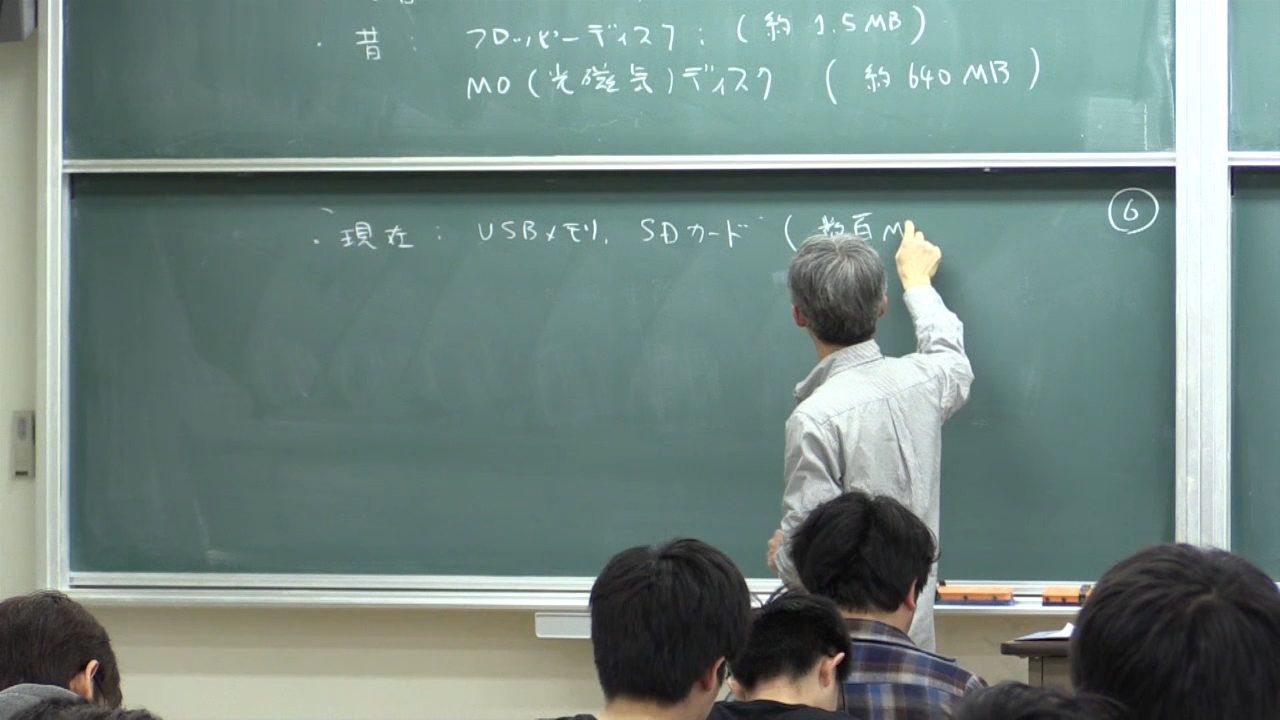 ・昔： フロッピーディスク：（約 1.5MB）
MO（光磁気）ディスク （約 640MB）
⑥
・現在： USBメモリ, SDカード （数百M